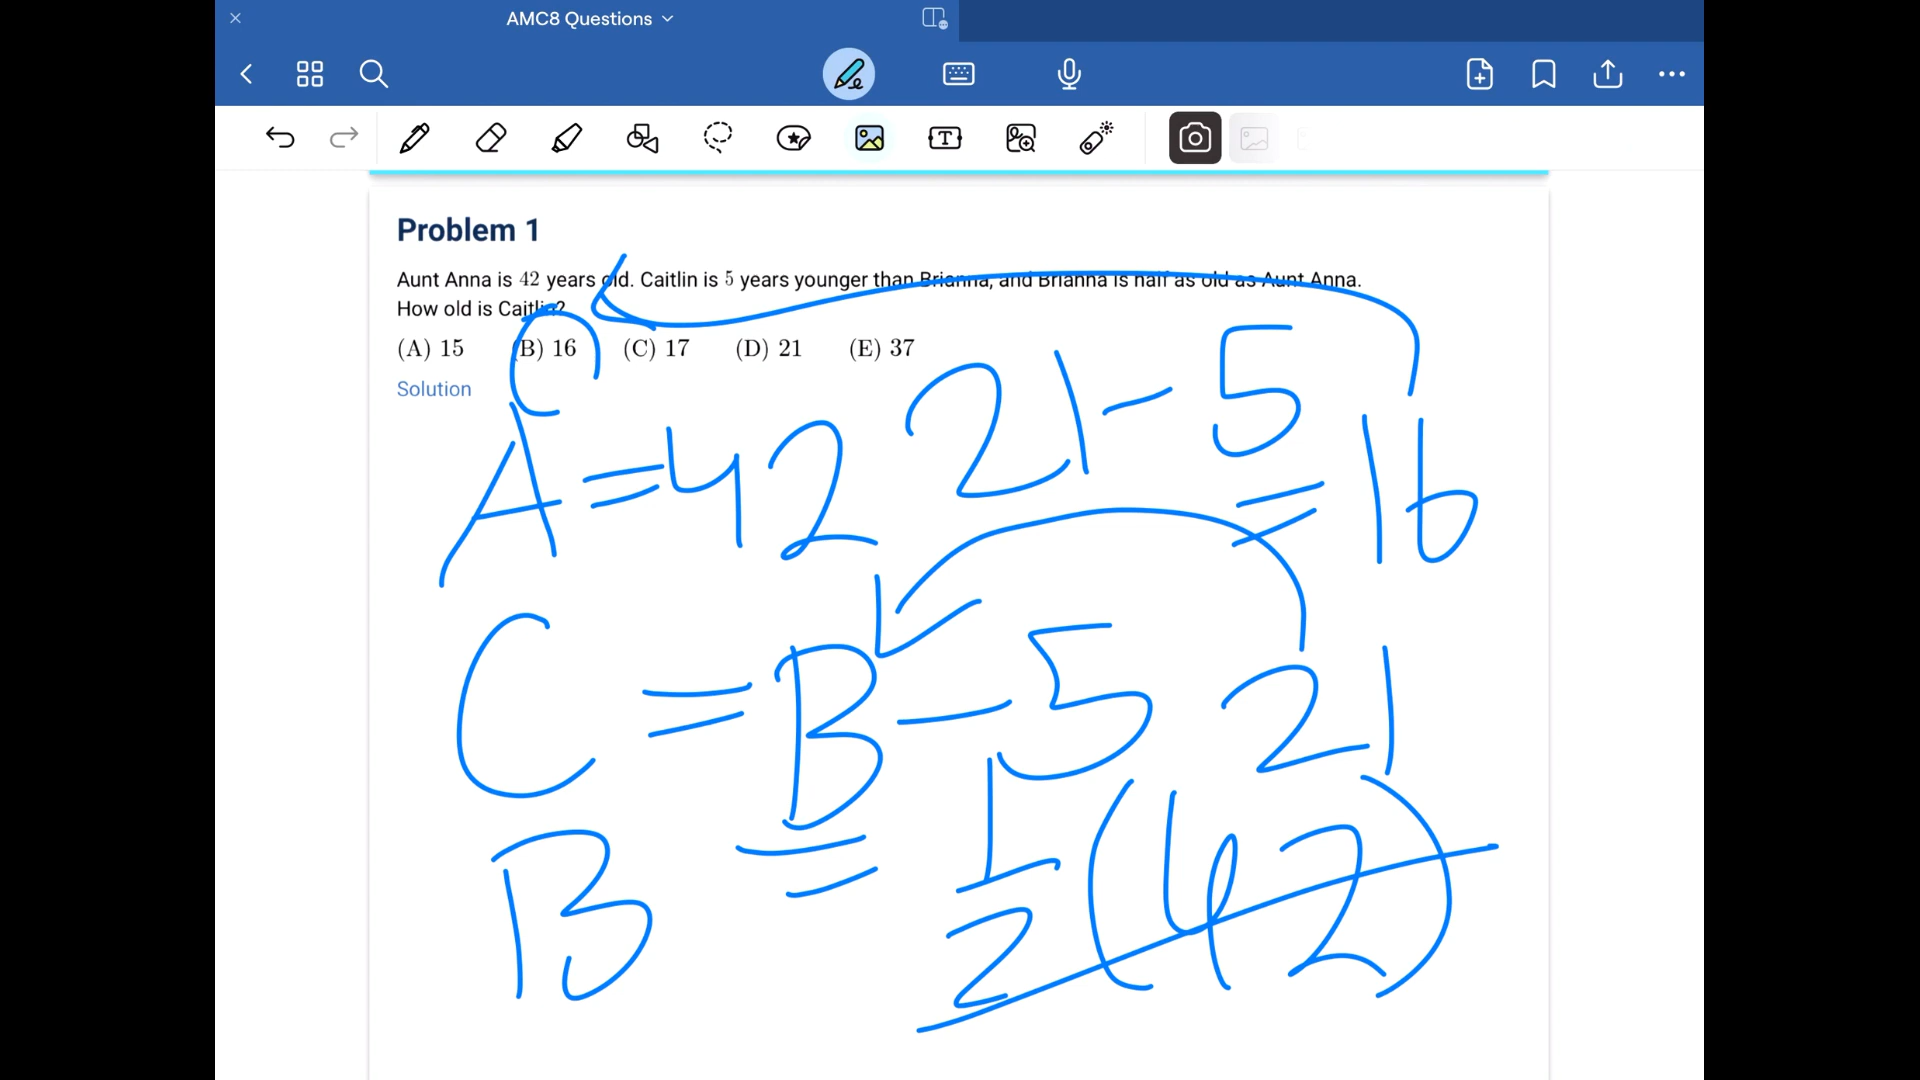 AMC8 Questions
Problem 1
Aunt Anna is 42 years old. Caitlin is 5 years younger than Brianna, and Brianna is half as old as Aunt Anna.
How old is Caitlin?
(A) 15 (B) 16 (C) 17 (D) 21 (E) 37
Solution
A = 42 21 - 5
= 16
C = B - 5 21
B = 1/2 (42)